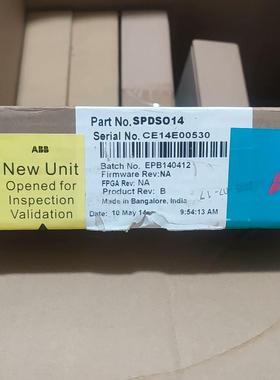 Part No. SPDSO14
Serial No. CE14E00530
ABB
New Unit
Opened for
Inspection
Validation
Batch No. EPB140412
Firmware Rev: NA
FPGA Rev: NA
Product Rev: B
Made in Bangalore, India
Date: 10 May 14
9:54:13 AM